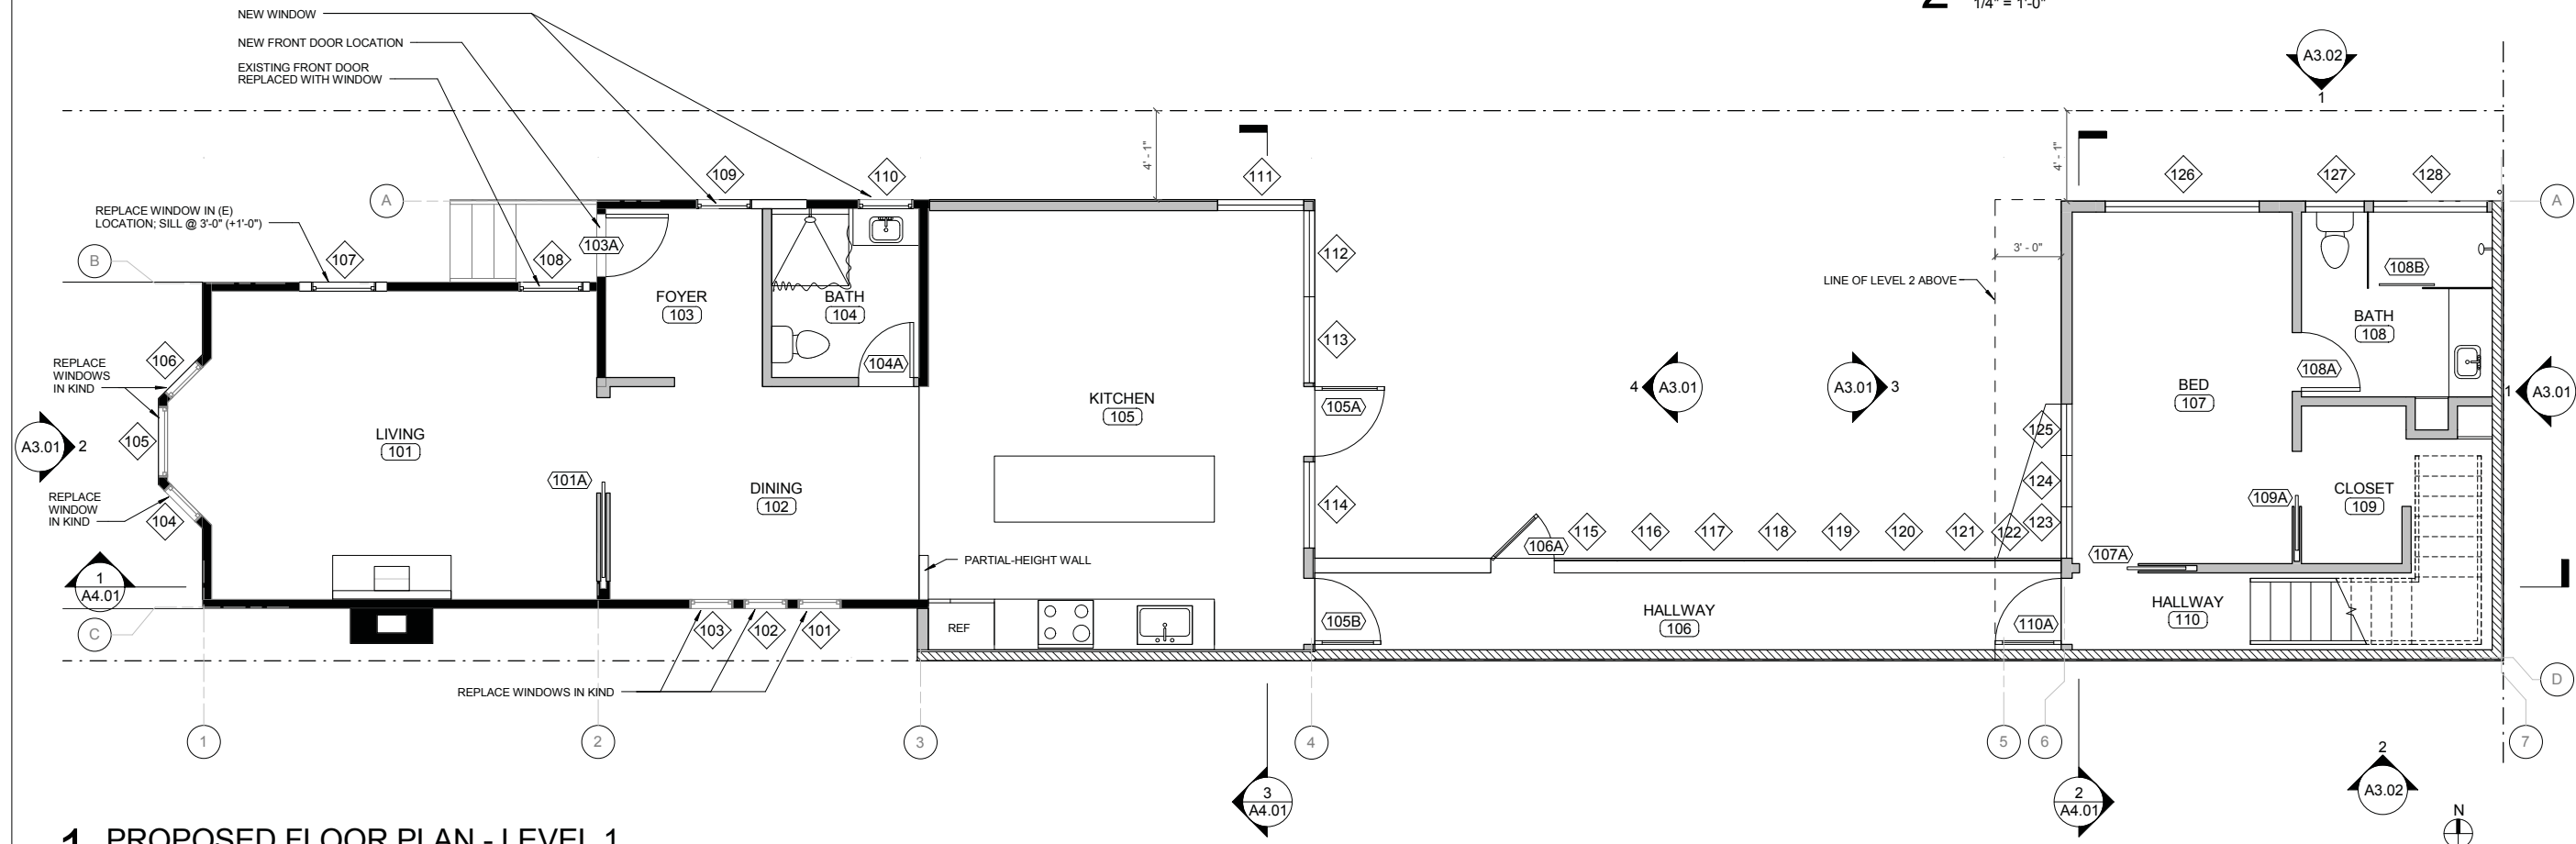 2
1/4" = 1'-0"
NEW WINDOW
NEW FRONT DOOR LOCATION
EXISTING FRONT DOOR
REPLACED WITH WINDOW
A3.02
1
4' - 1"
4' - 1"
109
110
111
126
127
128
A
A
REPLACE WINDOW IN (E)
LOCATION; SILL @ 3'-0" (+1'-0")
B
107
108
103A
112
3' - 0"
108B
LINE OF LEVEL 2 ABOVE
FOYER
103
BATH
104
BATH
108
113
106
REPLACE
WINDOWS
IN KIND
104A
108A
4
A3.01
A3.01
3
BED
107
1
A3.01
KITCHEN
105
105A
LIVING
101
105
A3.01
2
125
101A
DINING
102
124
109A
CLOSET
109
REPLACE
WINDOW
IN KIND
104
114
115
116
117
118
119
120
121
122
123
106A
107A
PARTIAL-HEIGHT WALL
1
A4.01
C
103
102
101
REF
105B
HALLWAY
106
110A
HALLWAY
110
REPLACE WINDOWS IN KIND
D
1
2
3
4
5
6
7
3
A4.01
2
A4.01
2
A3.02
N
1 PROPOSED FLOOR PLAN - LEVEL 1